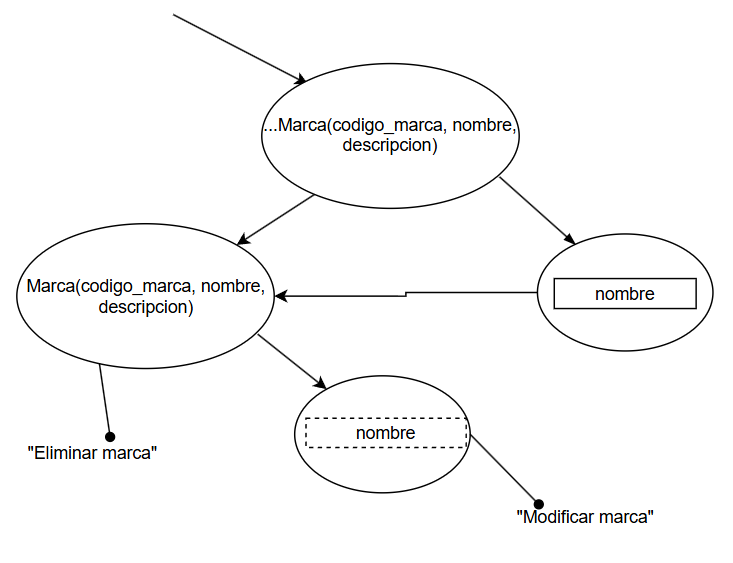 ...Marca(codigo_marca, nombre,
descripcion)
Marca(codigo_marca, nombre,
descripcion)
nombre
nombre
"Eliminar marca"
"Modificar marca"